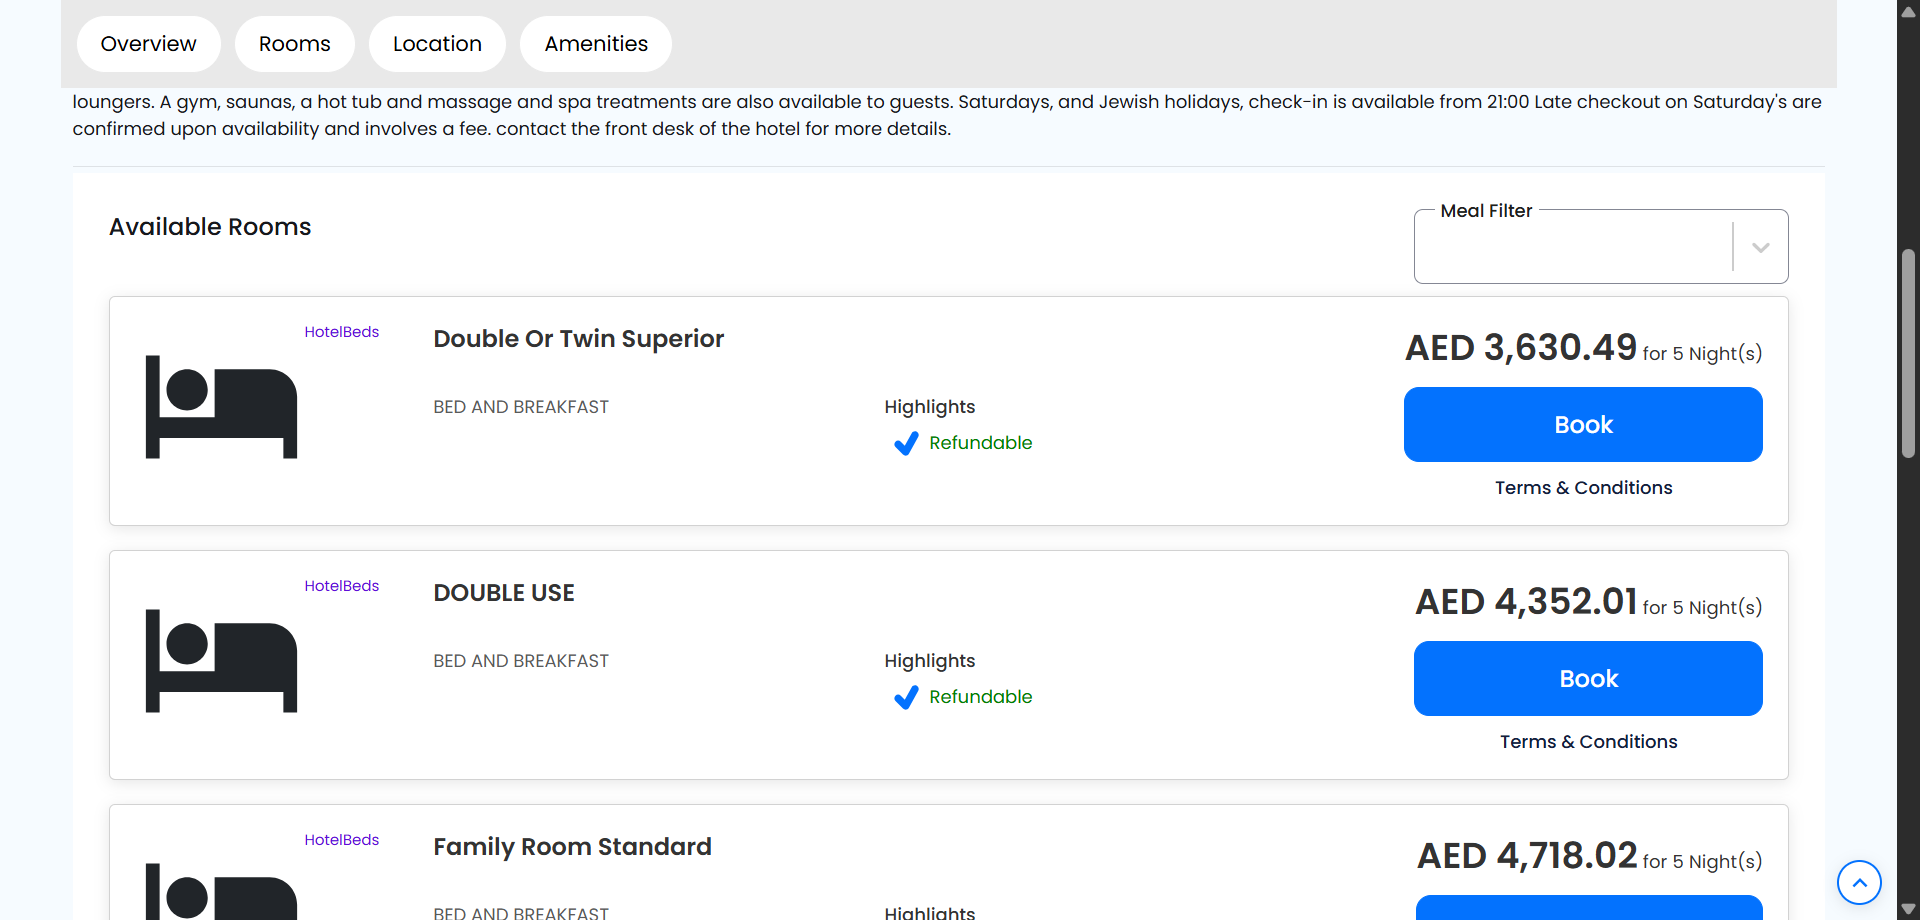 Overview Rooms Location Amenities
loungers. A gym, saunas, a hot tub and massage and spa treatments are also available to guests. Saturdays, and Jewish holidays, check-in is available from 21:00 Late checkout on Saturday's are
confirmed upon availability and involves a fee. contact the front desk of the hotel for more details.
Available Rooms
Meal Filter
HotelBeds
Double Or Twin Superior
BED AND BREAKFAST
Highlights
Refundable
AED 3,630.49 for 5 Night(s)
Book
Terms & Conditions
HotelBeds
DOUBLE USE
BED AND BREAKFAST
Highlights
Refundable
AED 4,352.01 for 5 Night(s)
Book
Terms & Conditions
HotelBeds
Family Room Standard
BED AND BREAKFAST
Highlights
AED 4,718.02 for 5 Night(s)